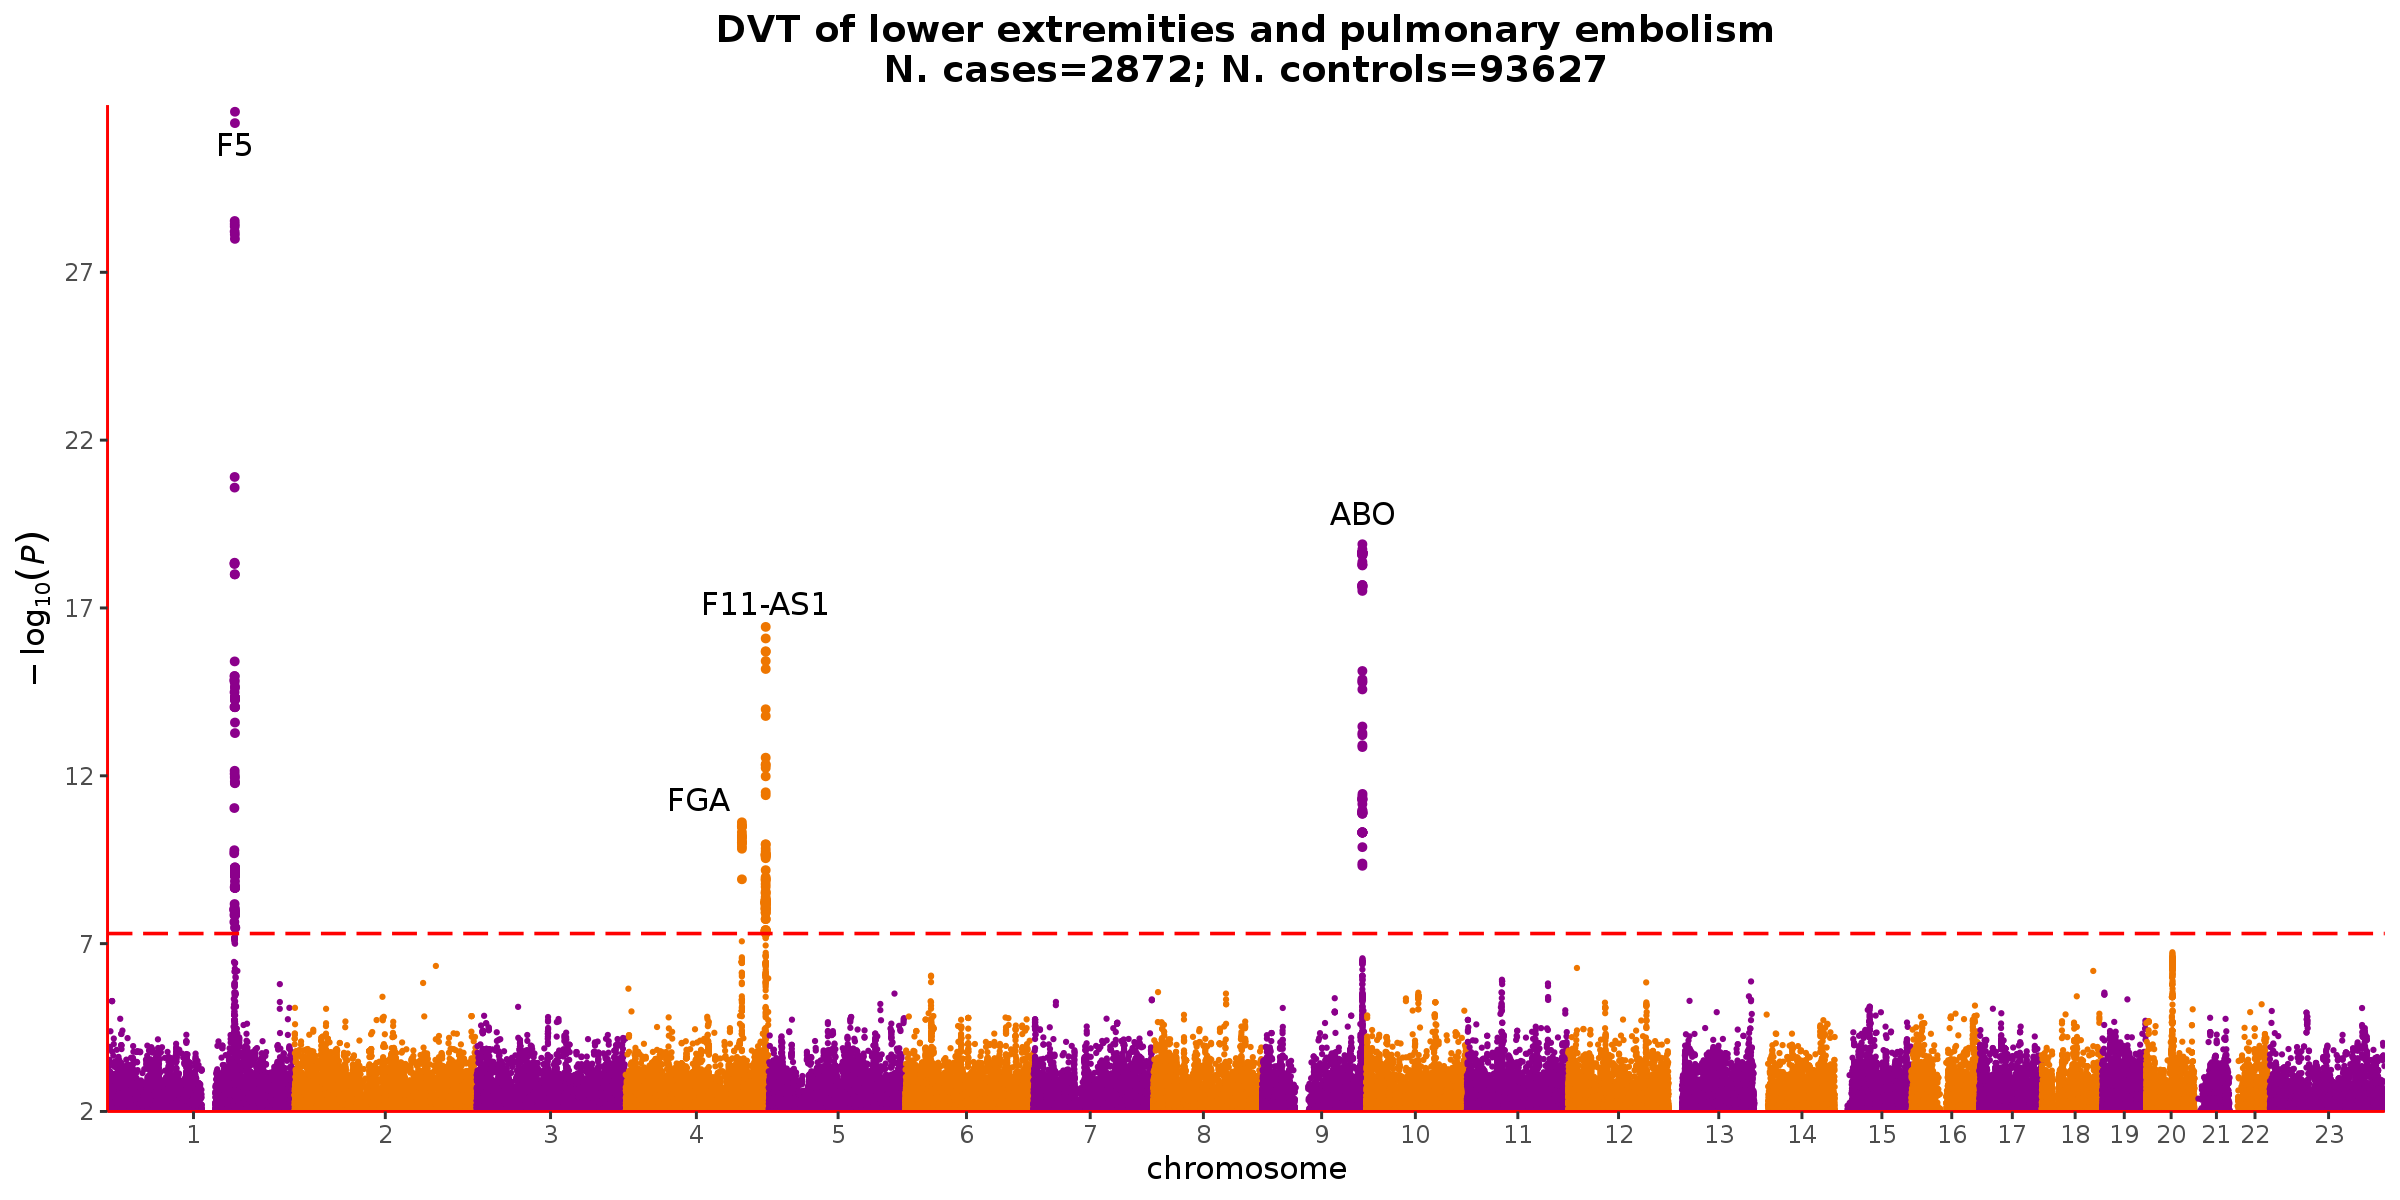 DVT of lower extremities and pulmonary embolism
N. cases=2872; N. controls=93627
F5
27
22
ABO
−log₁₀(P)
17
F11-AS1
12
FGA
7
2
1 2 3 4 5 6 7 8 9 10 11 12 13 14 15 16 17 18 19 20 21 22 23
chromosome